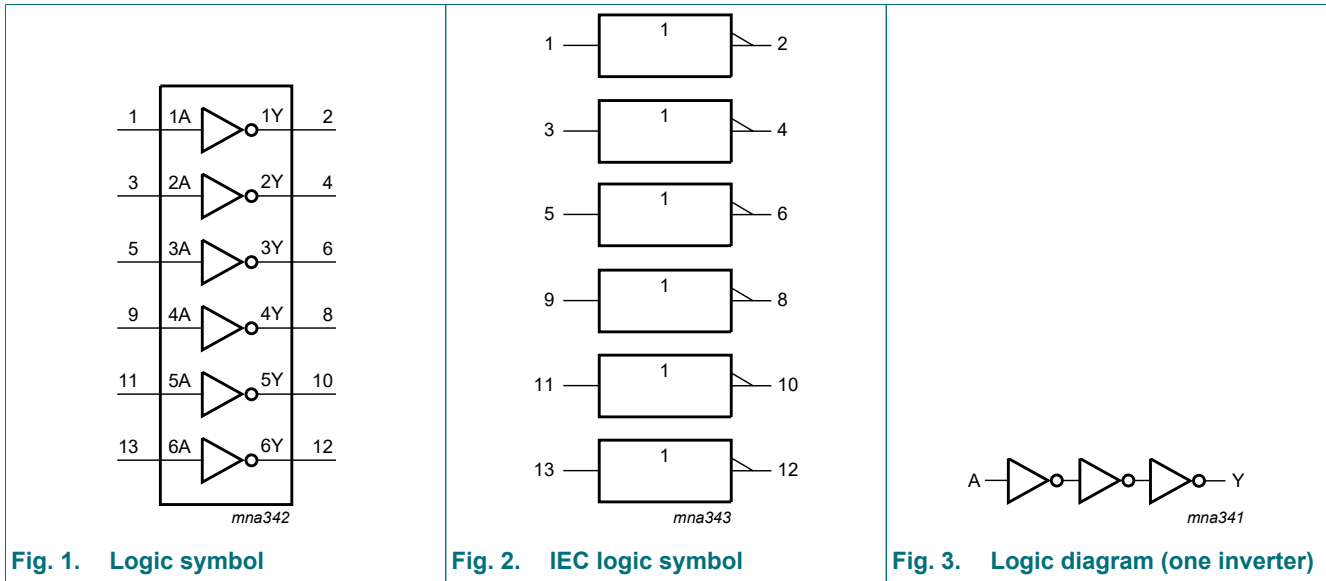 1 1A 1Y 2
3 2A 2Y 4
5 3A 3Y 6
9 4A 4Y 8
11 5A 5Y 10
13 6A 6Y 12
mna342
Fig. 1. Logic symbol
1 1 2
3 1 4
5 1 6
9 1 8
11 1 10
13 1 12
mna343
Fig. 2. IEC logic symbol
A Y
mna341
Fig. 3. Logic diagram (one inverter)